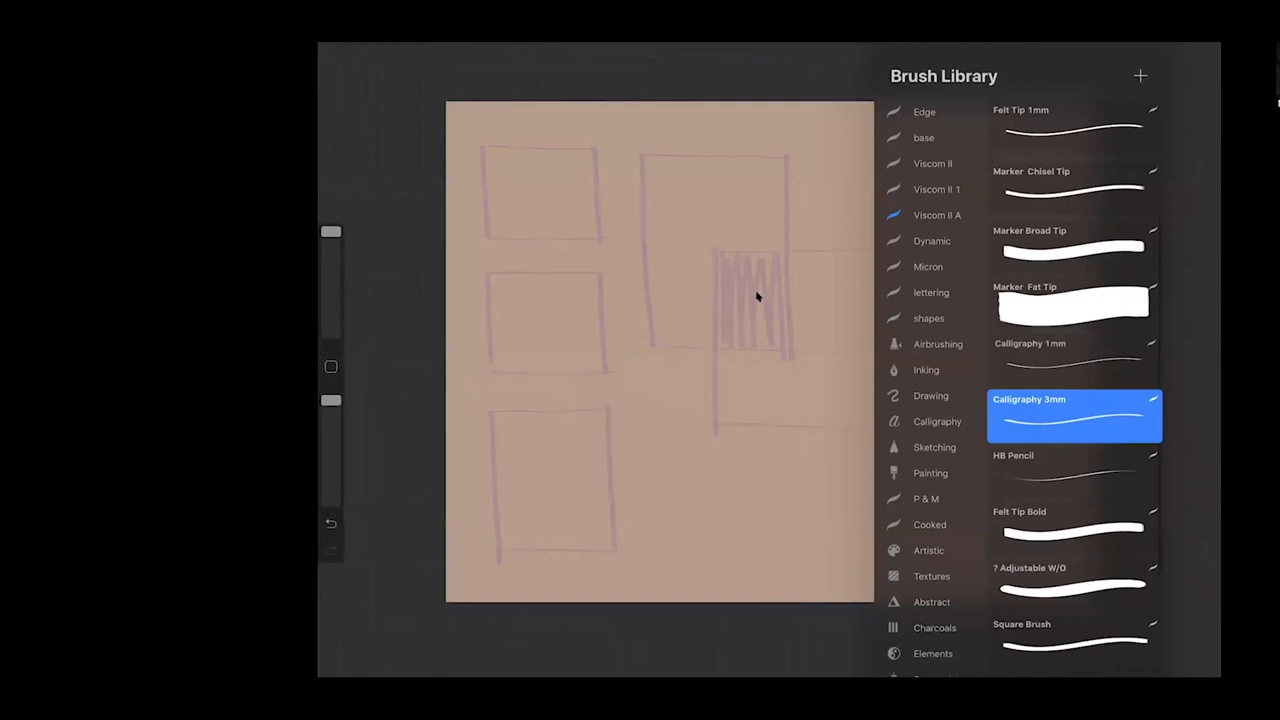 Brush Library
Edge
base
Viscom II
Viscom II 1
Viscom II A
Dynamic
Micron
lettering
shapes
Airbrushing
Inking
Drawing
Calligraphy
Sketching
Painting
P & M
Cooked
Artistic
Textures
Abstract
Charcoals
Elements
Felt Tip 1mm
Marker Chisel Tip
Marker Broad Tip
Marker Fat Tip
Calligraphy 1mm
Calligraphy 3mm
HB Pencil
Felt Tip Bold
? Adjustable W/O
Square Brush